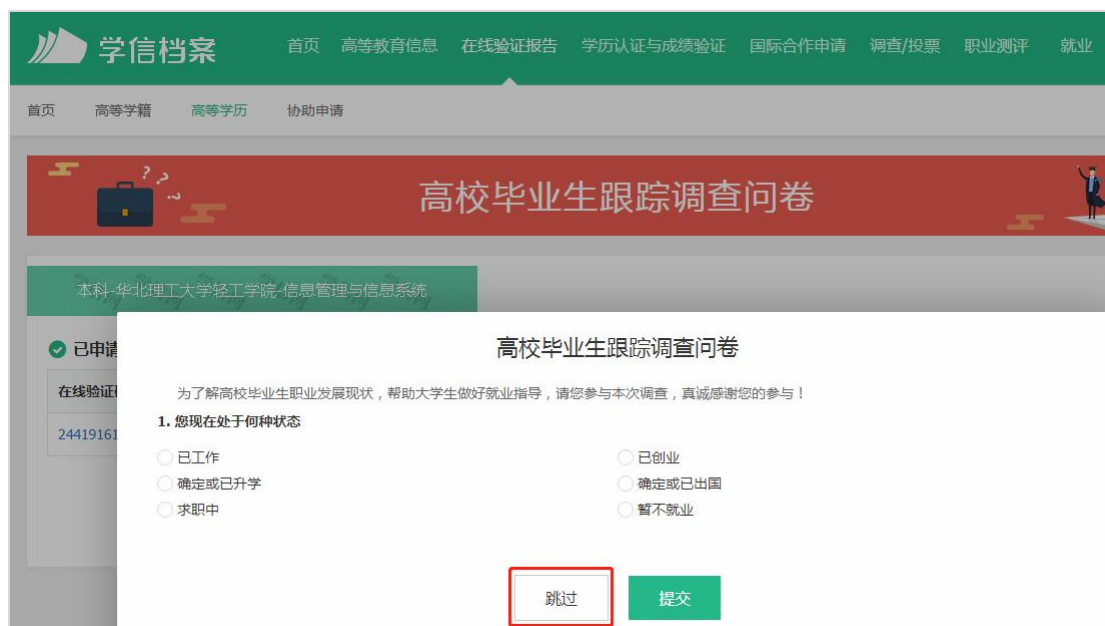 学信档案 首页 高等教育信息 在线验证报告 学历认证与成绩验证 国际合作申请 调查/投票 职业测评 就业
首页 高等学籍 高等学历 协助申请
? ? ?
高校毕业生跟踪调查问卷
本科-华北理工大学轻工学院-信息管理与信息系统
已申请
高校毕业生跟踪调查问卷
在线验证
为了解高校毕业生职业发展现状,帮助大学生做好就业指导,请您参与本次调查,真诚感谢您的参与!
1. 您现在处于何种状态
24419161
已工作 已创业
确定或已升学 确定或已出国
求职中 暂不就业
跳过 提交